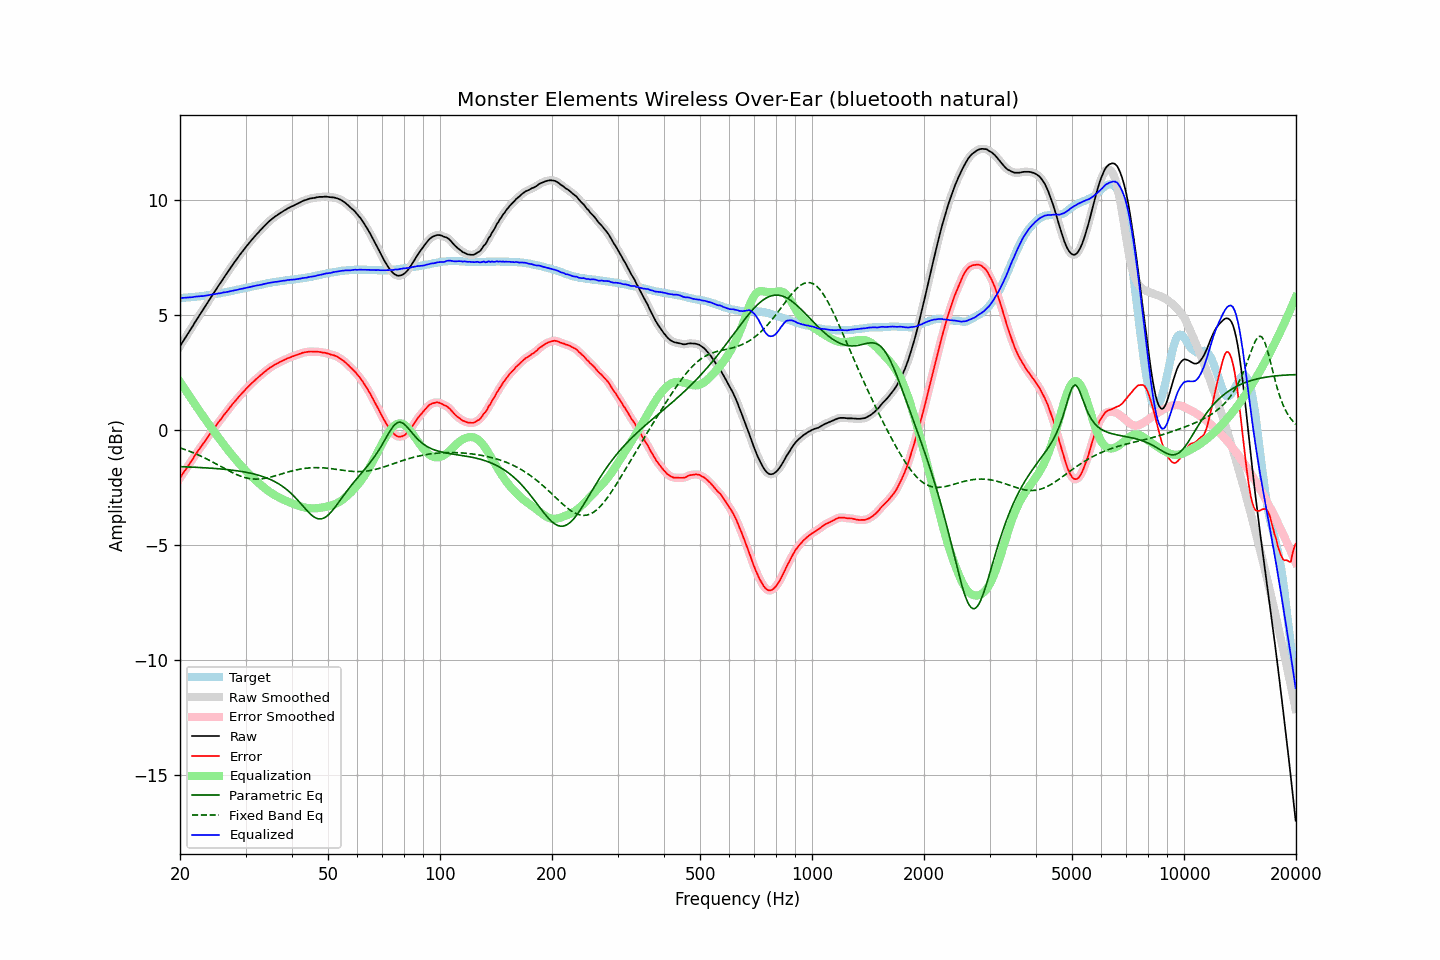 Monster Elements Wireless Over-Ear (bluetooth natural)
Amplitude (dBr)
10
5
0
−5
−10
−15
Target
Raw Smoothed
Error Smoothed
Raw
Error
Equalization
Parametric Eq
Fixed Band Eq
Equalized
20 50 100 200 500 1000 2000 5000 10000 20000
Frequency (Hz)